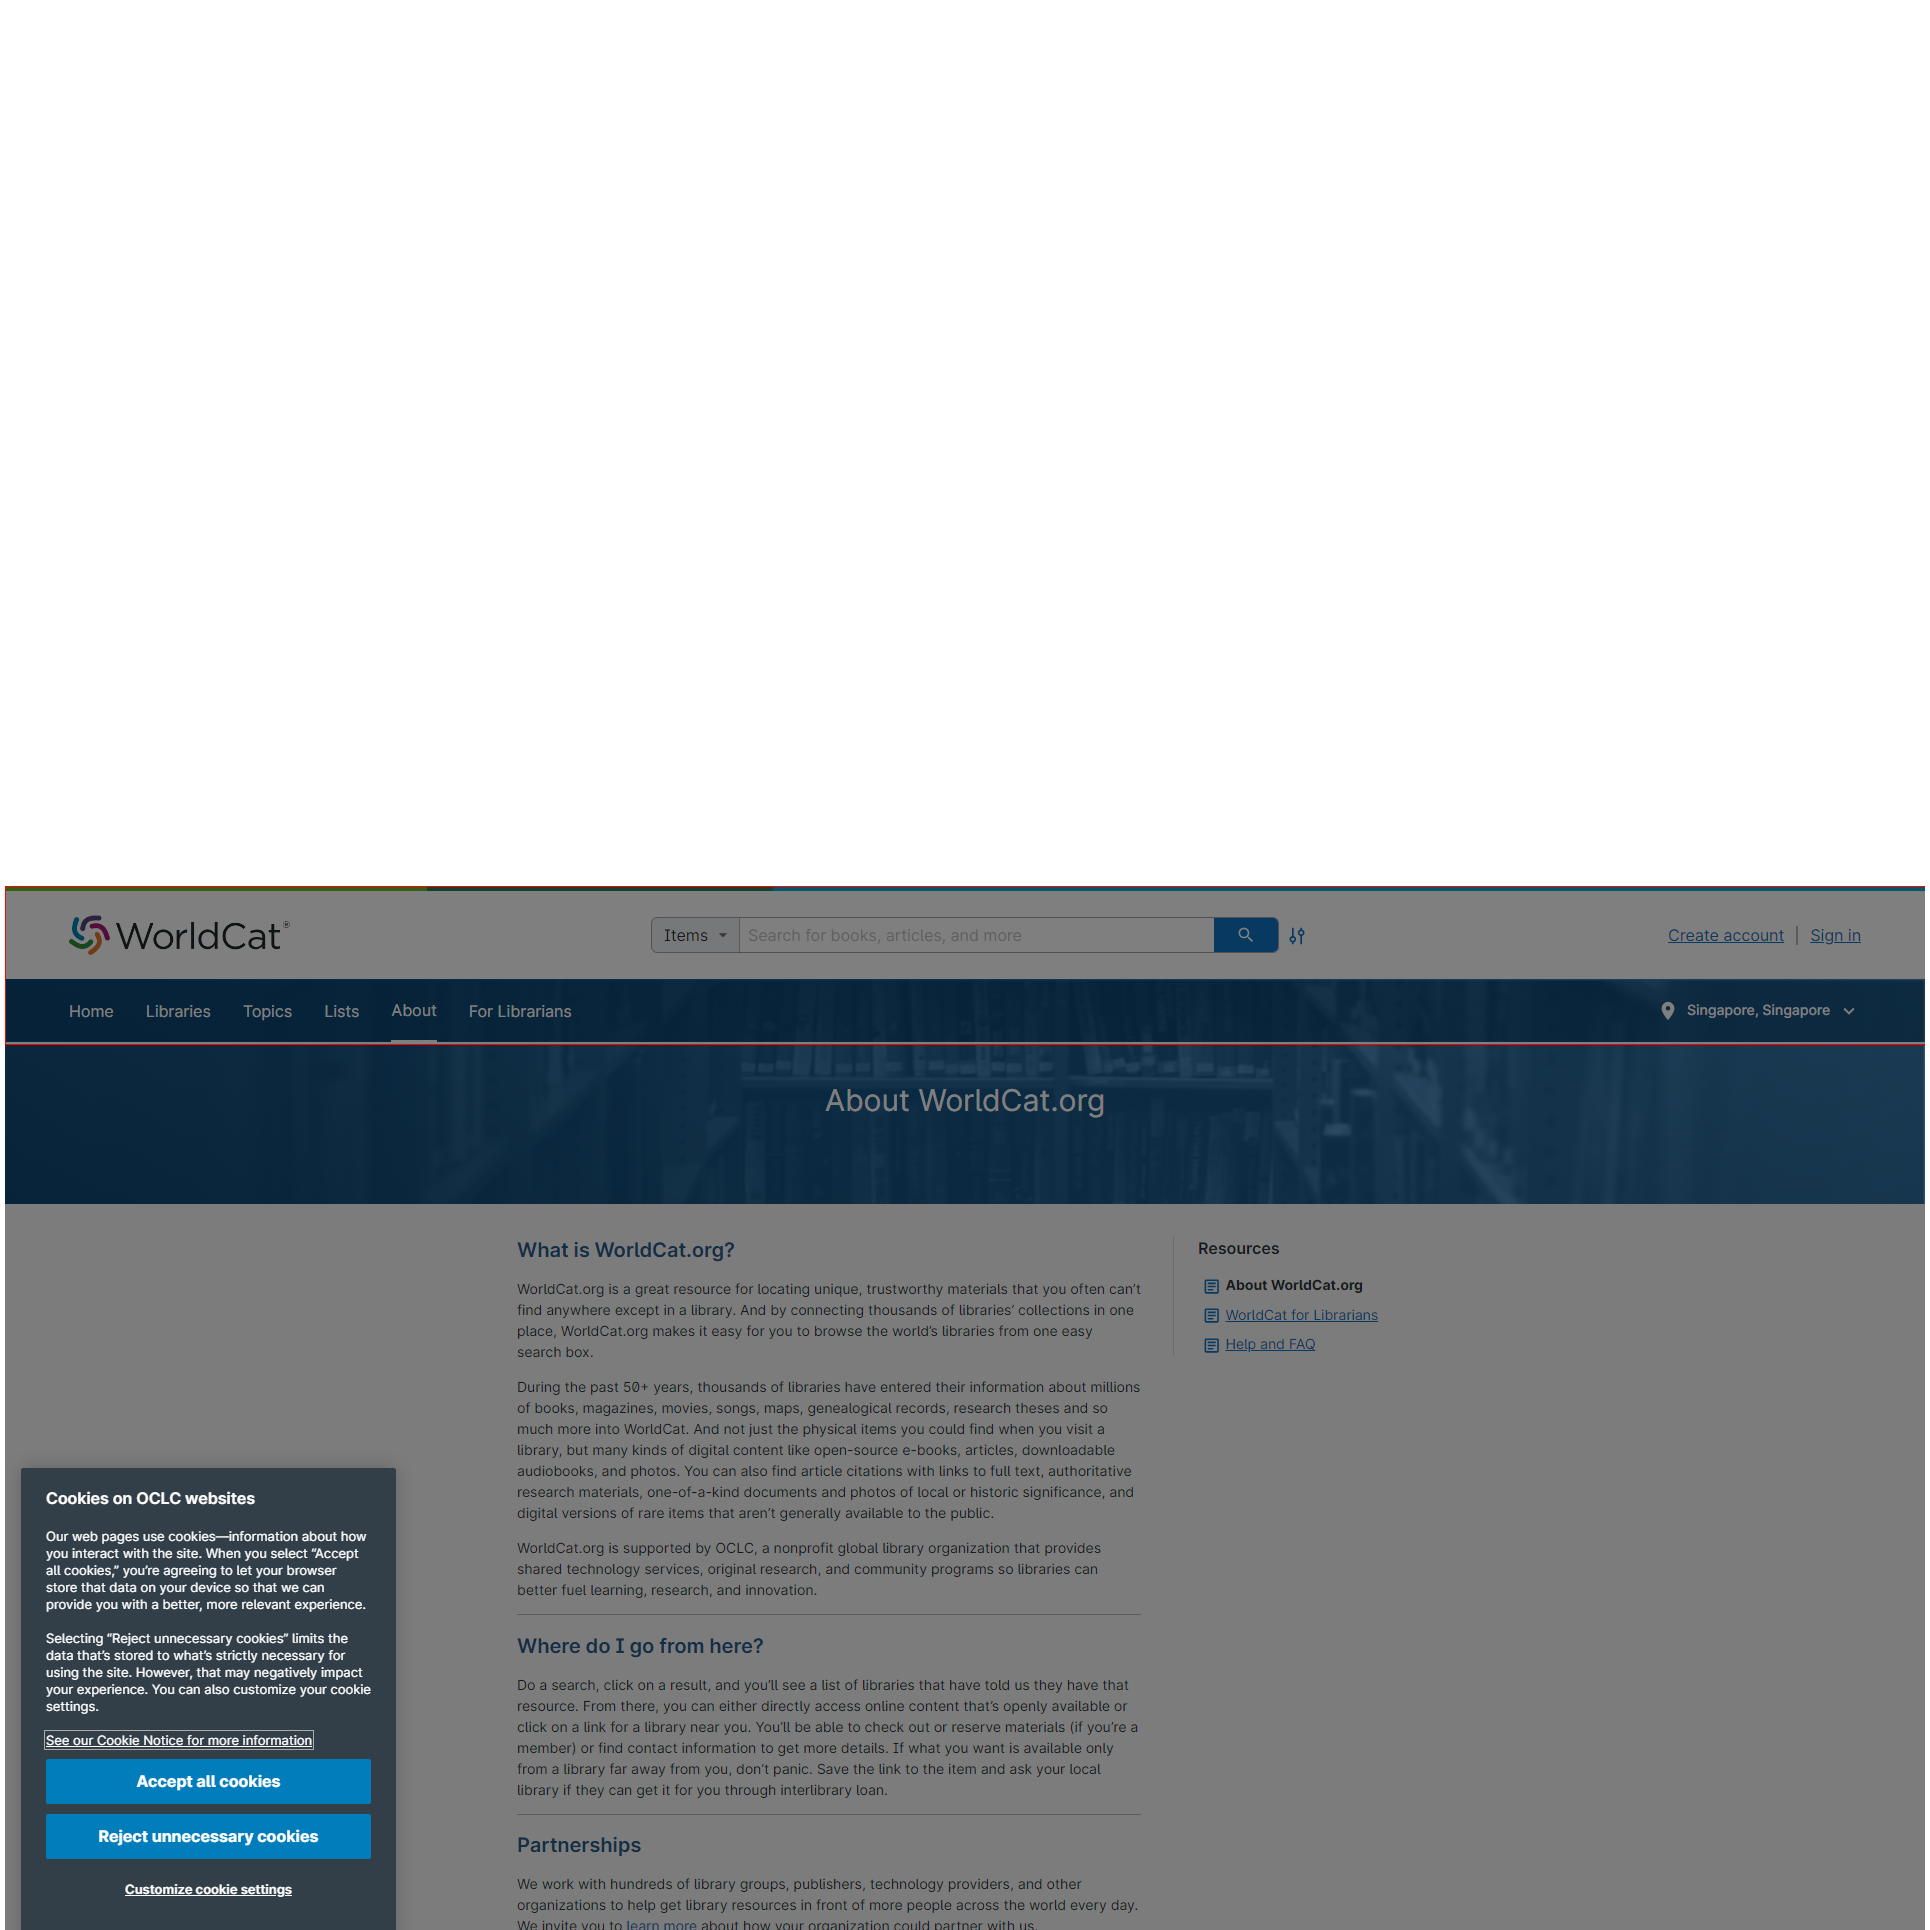 WorldCat®
Items
Search for books, articles, and more
Create account | Sign in
Home
Libraries
Topics
Lists
About
For Librarians
Singapore, Singapore
About WorldCat.org
What is WorldCat.org?
WorldCat.org is a great resource for locating unique, trustworthy materials that you often can’t
find anywhere except in a library. And by connecting thousands of libraries’ collections in one
place, WorldCat.org makes it easy for you to browse the world’s libraries from one easy
search box.
During the past 50+ years, thousands of libraries have entered their information about millions
of books, magazines, movies, songs, maps, genealogical records, research theses and so
much more into WorldCat. And not just the physical items you could find when you visit a
library, but many kinds of digital content like open-source e-books, articles, downloadable
audiobooks, and photos. You can also find article citations with links to full text, authoritative
research materials, one-of-a-kind documents and photos of local or historic significance, and
digital versions of rare items that aren’t generally available to the public.
WorldCat.org is supported by OCLC, a nonprofit global library organization that provides
shared technology services, original research, and community programs so libraries can
better fuel learning, research, and innovation.
Where do I go from here?
Do a search, click on a result, and you’ll see a list of libraries that have told us they have that
resource. From there, you can either directly access online content that’s openly available or
click on a link for a library near you. You’ll be able to check out or reserve materials (if you’re a
member) or find contact information to get more details. If what you want is available only
from a library far away from you, don’t panic. Save the link to the item and ask your local
library if they can get it for you through interlibrary loan.
Partnerships
We work with hundreds of library groups, publishers, technology providers, and other
organizations to help get library resources in front of more people across the world every day.
We invite you to learn more about how your organization could partner with us.
Resources
About WorldCat.org
WorldCat for Librarians
Help and FAQ
Cookies on OCLC websites
Our web pages use cookies—information about how
you interact with the site. When you select “Accept
all cookies,” you’re agreeing to let your browser
store that data on your device so that we can
provide you with a better, more relevant experience.
Selecting “Reject unnecessary cookies” limits the
data that’s stored to what’s strictly necessary for
using the site. However, that may negatively impact
your experience. You can also customize your cookie
settings.
See our Cookie Notice for more information
Accept all cookies
Reject unnecessary cookies
Customize cookie settings